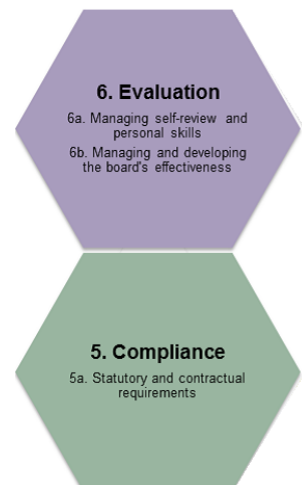 6. Evaluation
6a. Managing self-review and
personal skills
6b. Managing and developing
the board's effectiveness
5. Compliance
5a. Statutory and contractual
requirements